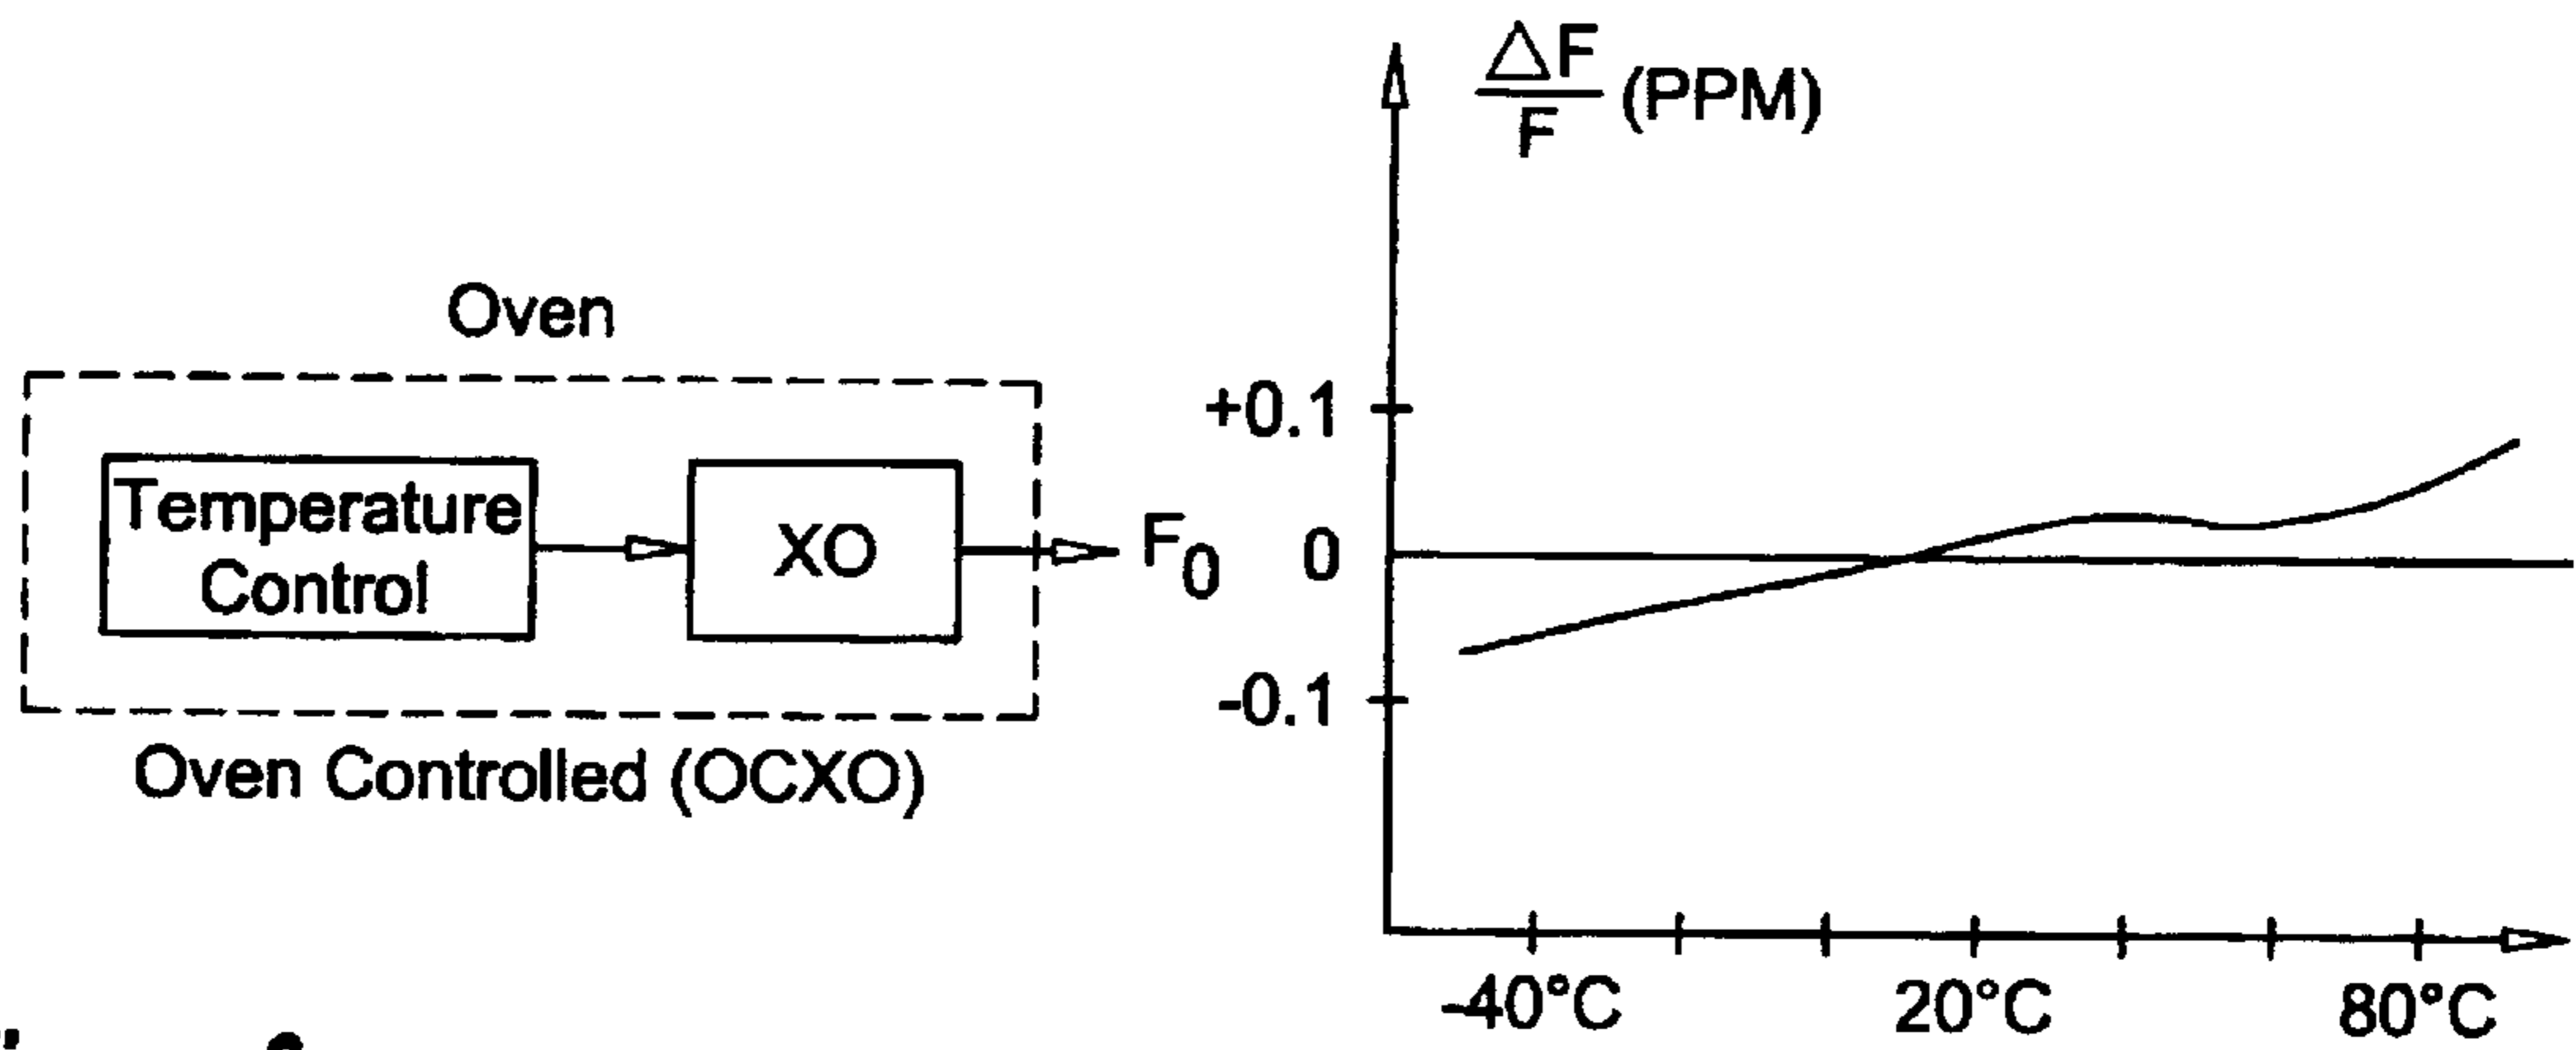 Oven
Temperature
Control
XO
F0
Oven Controlled (OCXO)
ΔF
F
(PPM)
+0.1
0
-0.1
-40°C
20°C
80°C